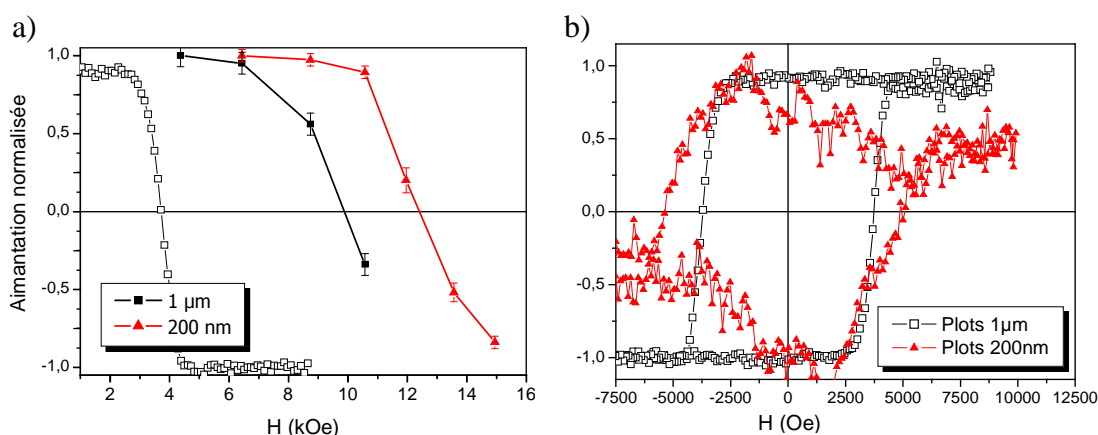 a)
1,0
0,5
0,0
-0,5
-1,0
Aimantation normalisée
1 µm
200 nm
2 4 6 8 10 12 14 16
H (kOe)
b)
1,0
0,5
0,0
-0,5
-1,0
Plots 1µm
Plots 200nm
-7500 -5000 -2500 0 2500 5000 7500 10000 12500
H (Oe)